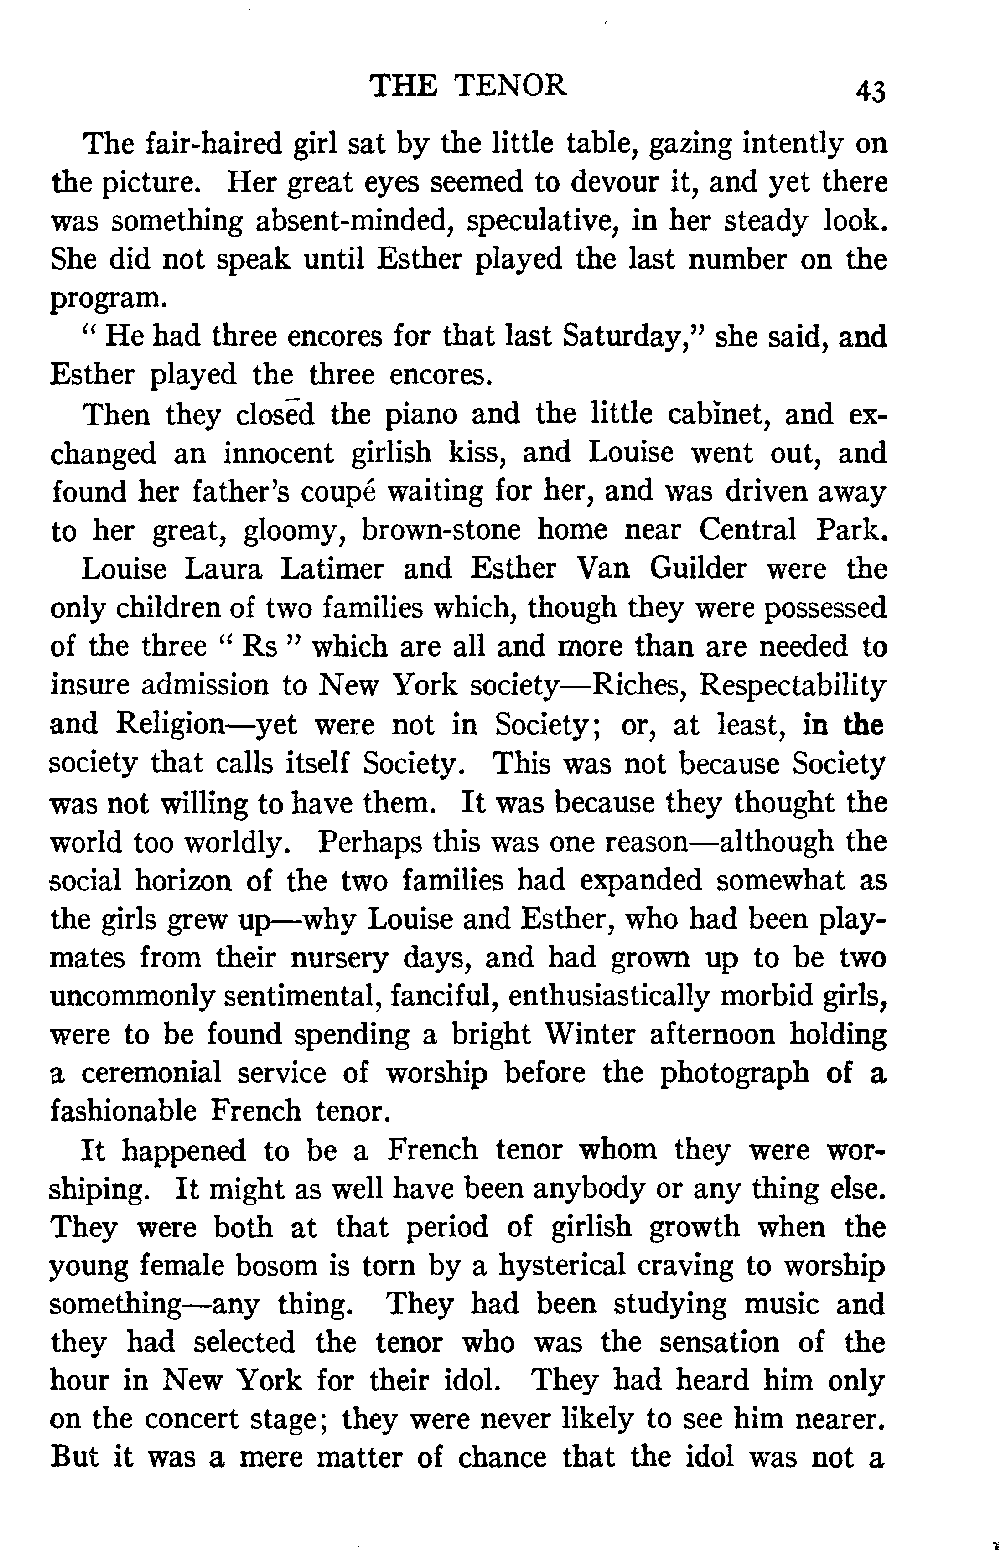 THE TENOR 43
The fair-haired girl sat by the little table, gazing intently on
the picture. Her great eyes seemed to devour it, and yet there
was something absent-minded, speculative, in her steady look.
She did not speak until Esther played the last number on the
program.
“ He had three encores for that last Saturday,” she said, and
Esther played the three encores.
Then they closed the piano and the little cabinet, and ex-
changed an innocent girlish kiss, and Louise went out, and
found her father's coupé waiting for her, and was driven away
to her great, gloomy, brown-stone home near Central Park.
Louise Laura Latimer and Esther Van Guilder were the
only children of two families which, though they were possessed
of the three “ Rs ” which are all and more than are needed to
insure admission to New York society—Riches, Respectability
and Religion—yet were not in Society; or, at least, in the
society that calls itself Society. This was not because Society
was not willing to have them. It was because they thought the
world too worldly. Perhaps this was one reason—although the
social horizon of the two families had expanded somewhat as
the girls grew up—why Louise and Esther, who had been play-
mates from their nursery days, and had grown up to be two
uncommonly sentimental, fanciful, enthusiastically morbid girls,
were to be found spending a bright Winter afternoon holding
a ceremonial service of worship before the photograph of a
fashionable French tenor.
It happened to be a French tenor whom they were wor-
shiping. It might as well have been anybody or any thing else.
They were both at that period of girlish growth when the
young female bosom is torn by a hysterical craving to worship
something—any thing. They had been studying music and
they had selected the tenor who was the sensation of the
hour in New York for their idol. They had heard him only
on the concert stage; they were never likely to see him nearer.
But it was a mere matter of chance that the idol was not a